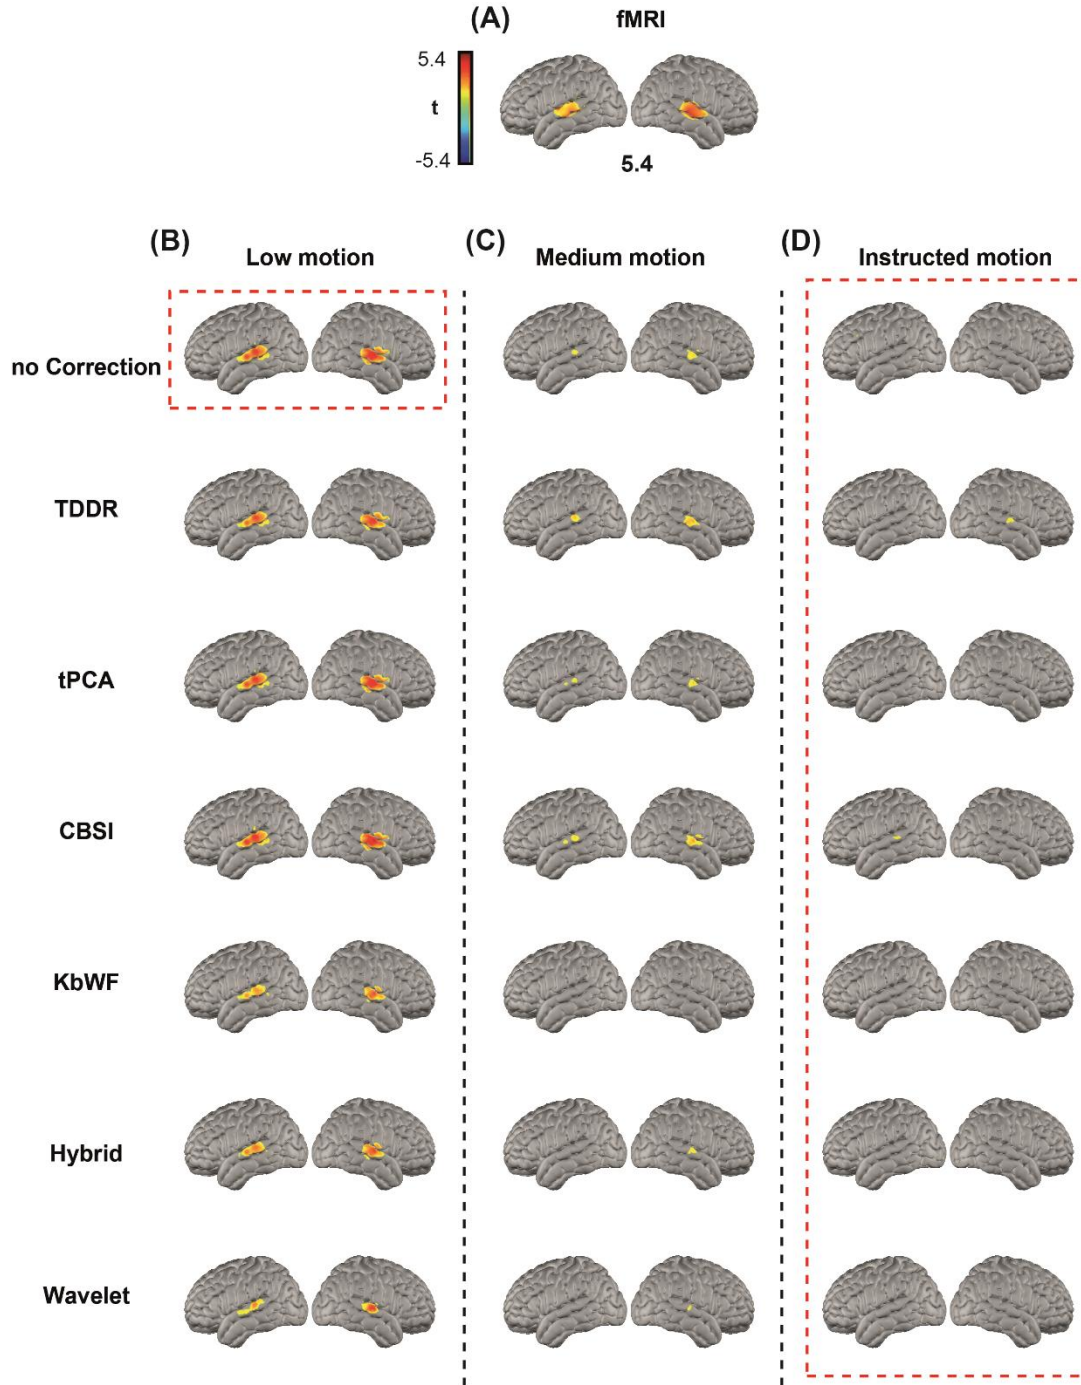 (A) fMRI
5.4
t
-5.4
5.4
(B) (C) (D)
Low motion Medium motion Instructed motion
no Correction
TDDR
tPCA
CBSI
KbWF
Hybrid
Wavelet